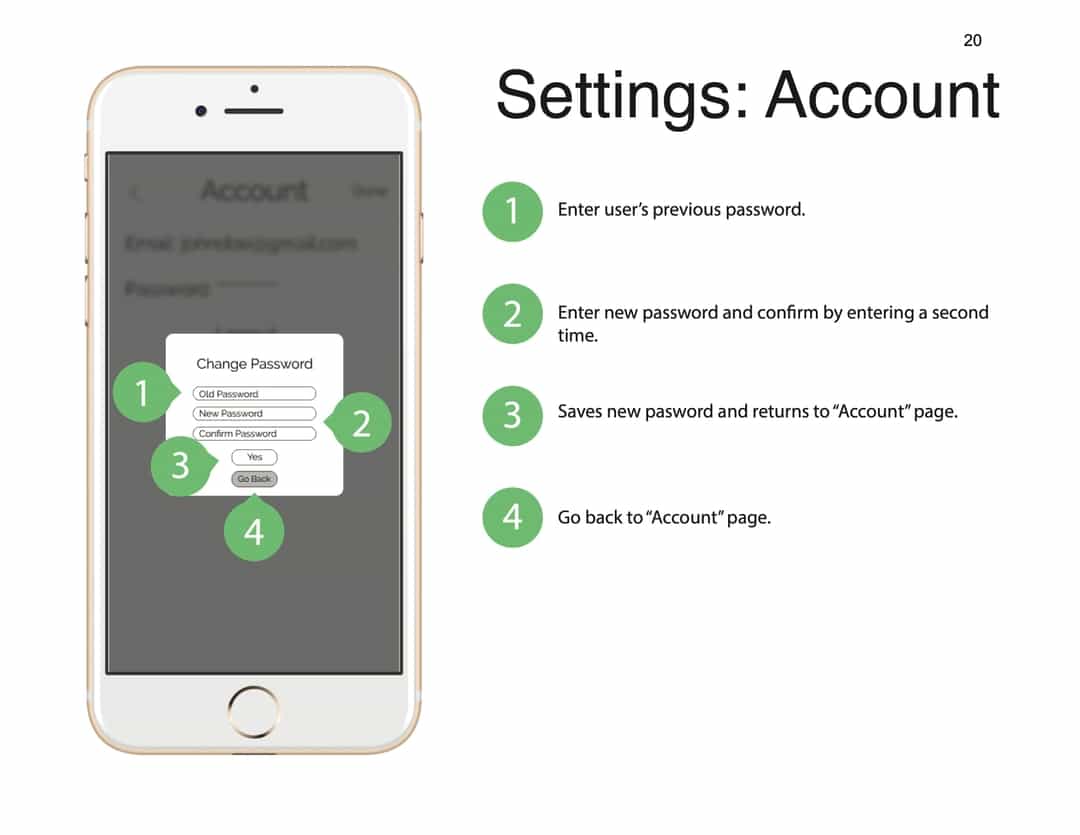 20
Settings: Account
Account
Done
Email: johndoe@gmail.com
Password: ********
Change Password
Old Password
New Password
Confirm Password
Yes
Go Back
1
2
3
4
1
Enter user’s previous password.
2
Enter new password and confirm by entering a second
time.
3
Saves new pasword and returns to “Account” page.
4
Go back to “Account” page.